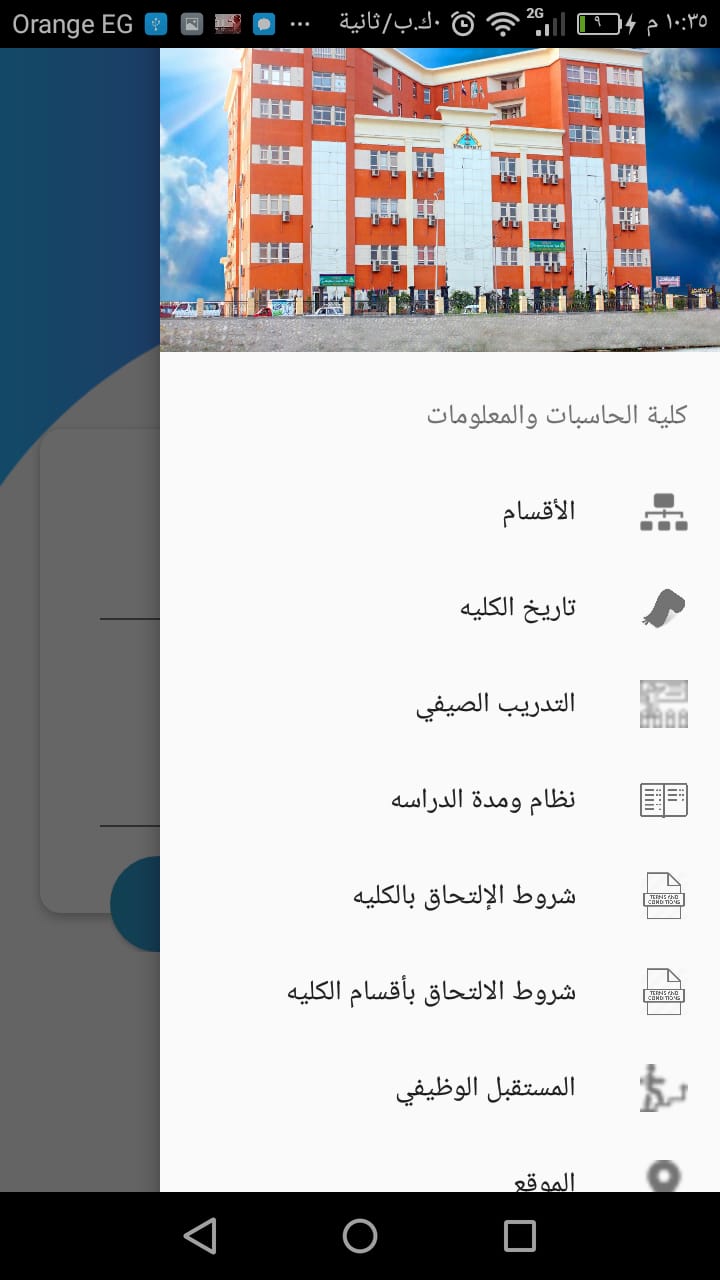 Orange EG
٠ك.ب/ثانية
2G
٩
١٠:٣٥ م
كلية الحاسبات والمعلومات
الأقسام
تاريخ الكليه
التدريب الصيفي
نظام ومدة الدراسه
شروط الإلتحاق بالكليه
TERMS AND CONDITIONS
شروط الالتحاق بأقسام الكليه
TERMS AND CONDITIONS
المستقبل الوظيفي
الموقع